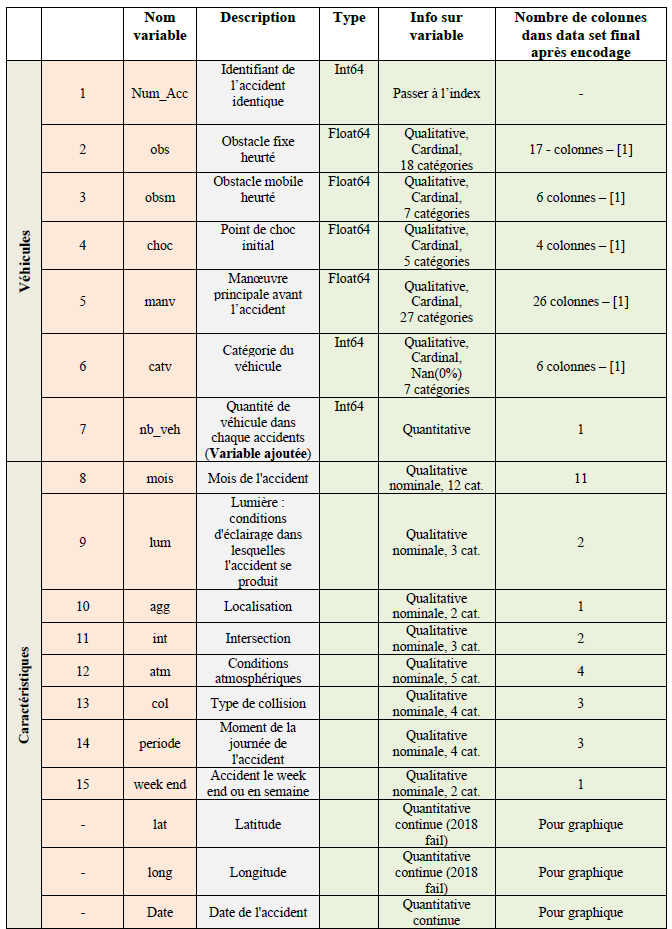 Nom variable | Description | Type | Info sur variable | Nombre de colonnes dans data set final après encodage
Véhicules
1 | Num_Acc | Identifiant de l’accident identique | Int64 | Passer à l’index | -
2 | obs | Obstacle fixe heurté | Float64 | Qualitative, Cardinal, 18 catégories | 17 - colonnes – [1]
3 | obsm | Obstacle mobile heurté | Float64 | Qualitative, Cardinal, 7 catégories | 6 colonnes – [1]
4 | choc | Point de choc initial | Float64 | Qualitative, Cardinal, 5 catégories | 4 colonnes – [1]
5 | manv | Manœuvre principale avant l’accident | Float64 | Qualitative, Cardinal, 27 catégories | 26 colonnes – [1]
6 | catv | Catégorie du véhicule | Int64 | Qualitative, Cardinal, Nan(0%) 7 catégories | 6 colonnes – [1]
7 | nb_veh | Quantité de véhicule dans chaque accidents (Variable ajoutée) | Int64 | Quantitative | 1
Caractéristiques
8 | mois | Mois de l'accident | Qualitative nominale, 12 cat. | 11
9 | lum | Lumière : conditions d'éclairage dans lesquelles l'accident se produit | Qualitative nominale, 3 cat. | 2
10 | agg | Localisation | Qualitative nominale, 2 cat. | 1
11 | int | Intersection | Qualitative nominale, 3 cat. | 2
12 | atm | Conditions atmosphériques | Qualitative nominale, 5 cat. | 4
13 | col | Type de collision | Qualitative nominale, 4 cat. | 3
14 | periode | Moment de la journée de l'accident | Qualitative nominale, 4 cat. | 3
15 | week end | Accident le week end ou en semaine | Qualitative nominale, 2 cat. | 1
- | lat | Latitude | Quantitative continue (2018 fail) | Pour graphique
- | long | Longitude | Quantitative continue (2018 fail) | Pour graphique
- | Date | Date de l'accident | Quantitative continue | Pour graphique